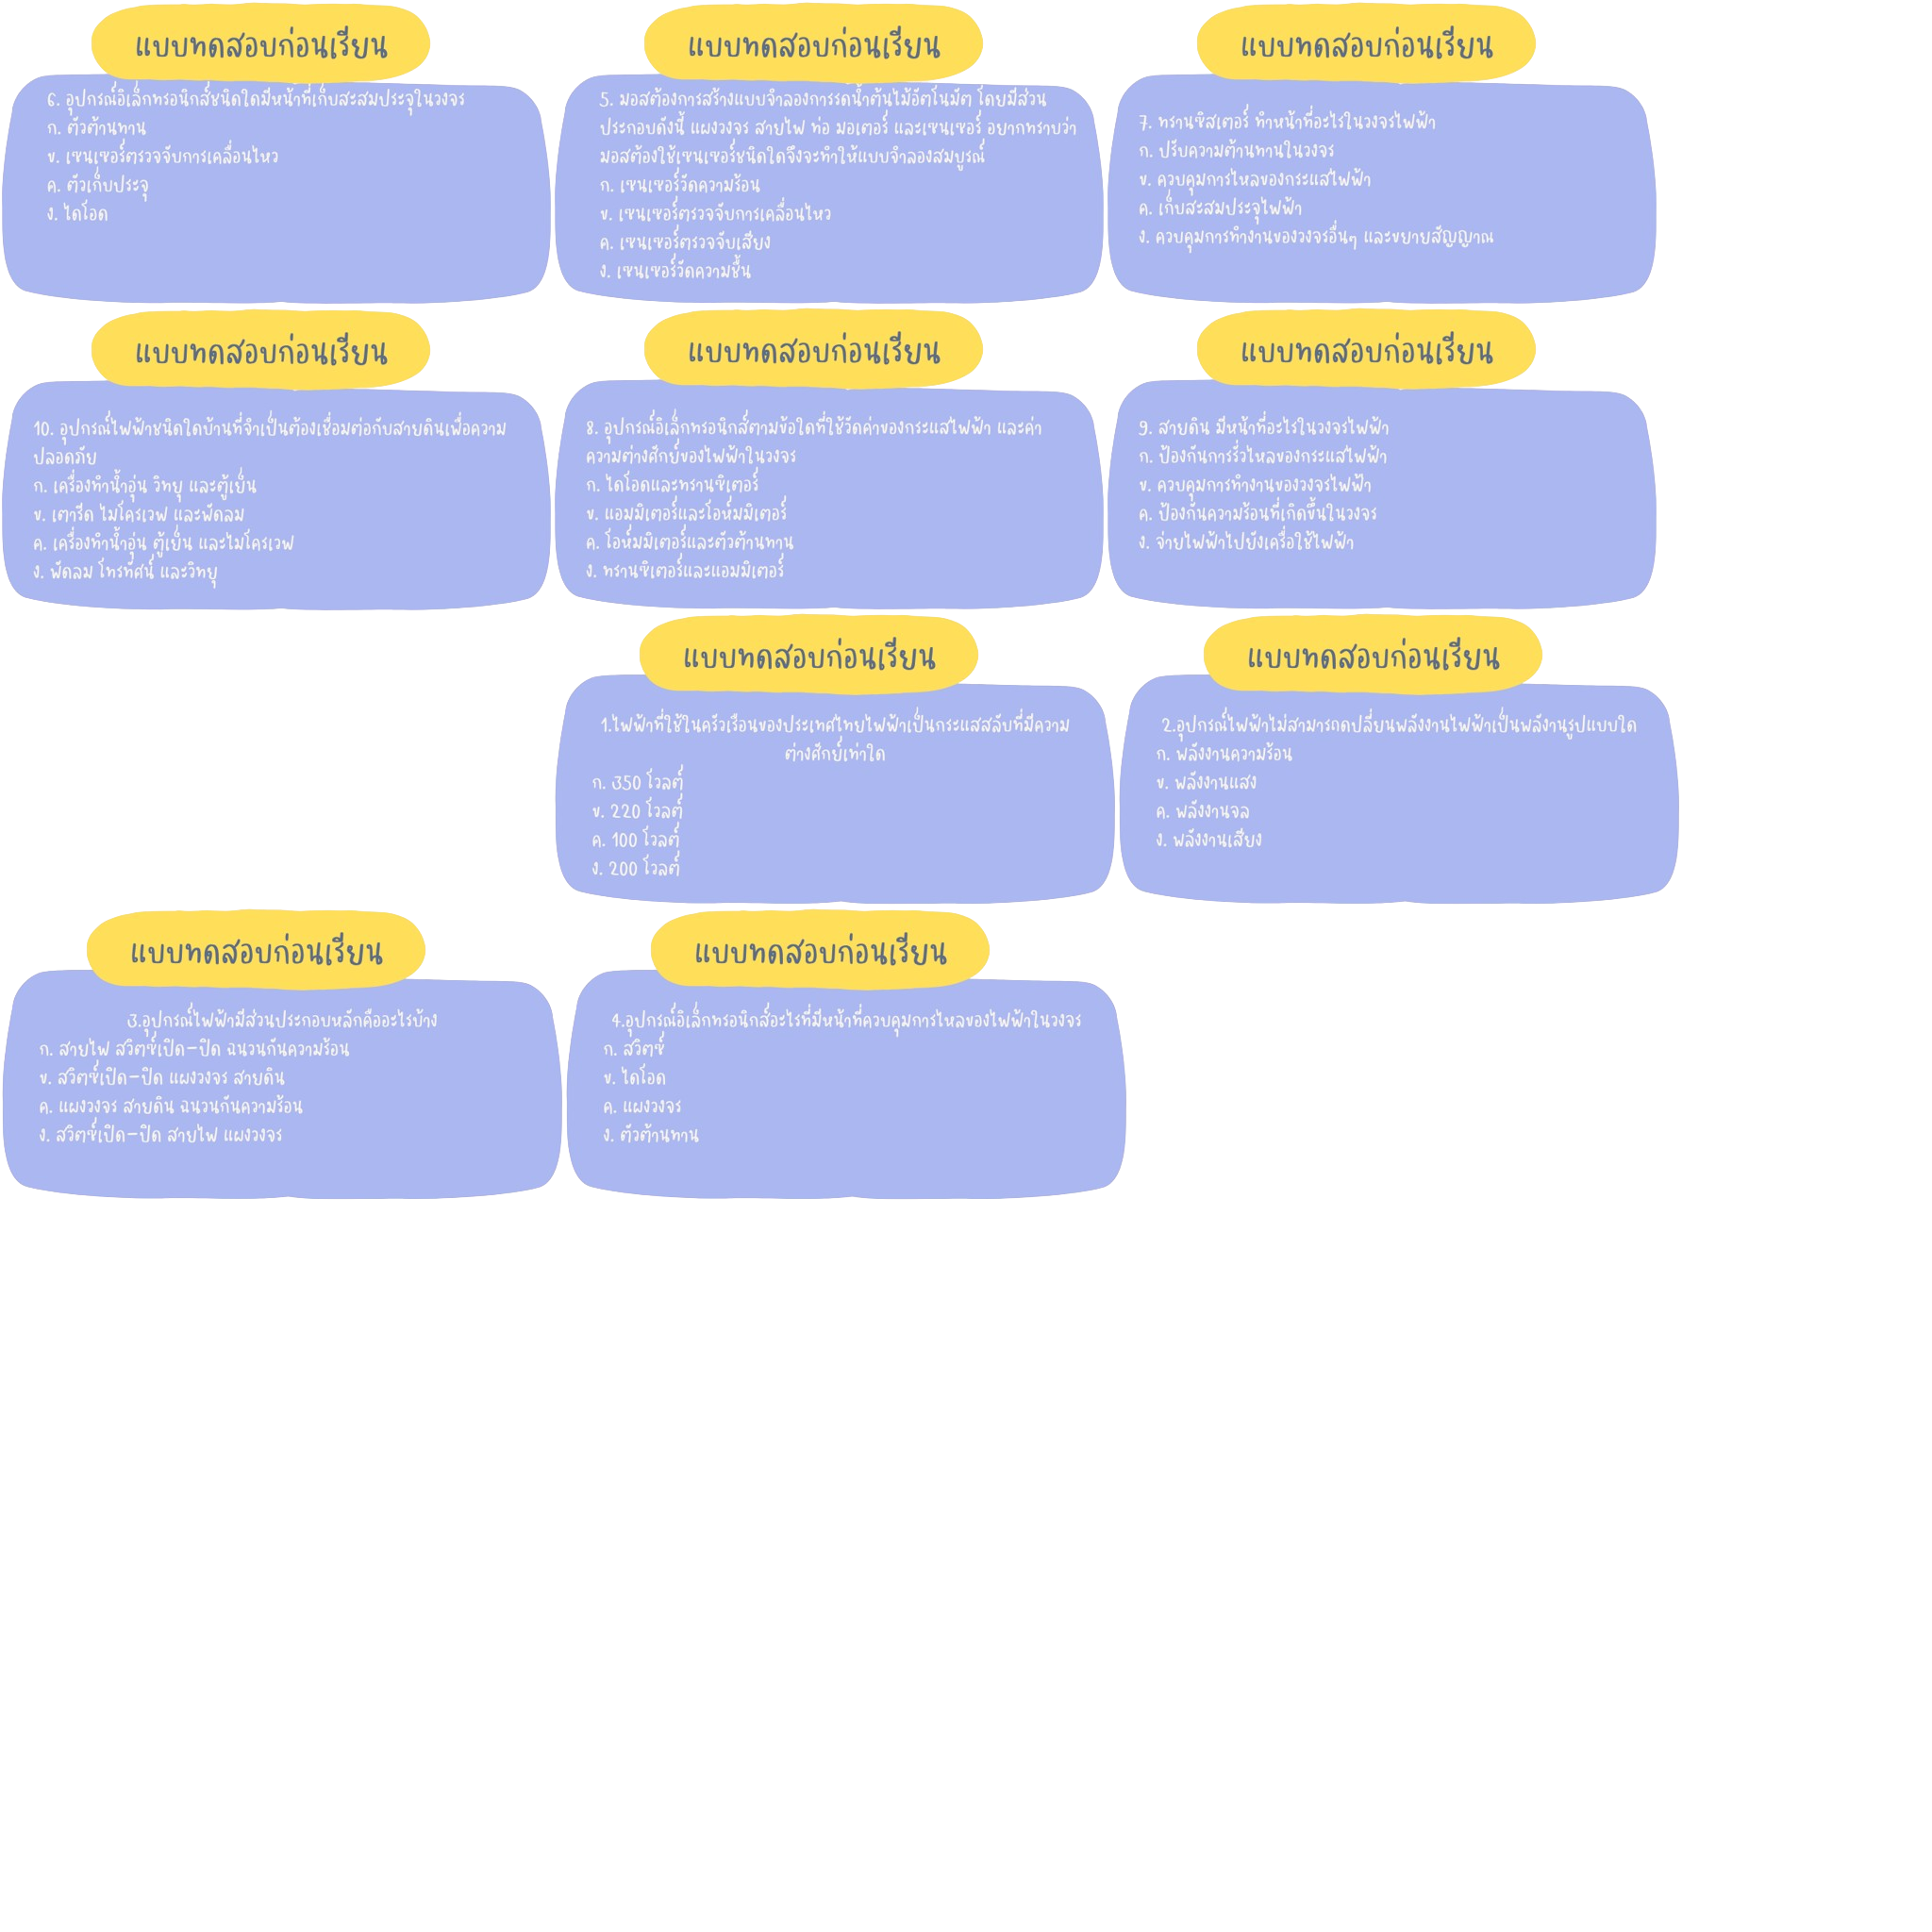 แบบทดสอบก่อนเรียน
6. อุปกรณ์อิเล็กทรอนิกส์ชนิดใดมีหน้าที่เก็บสะสมประจุในวงจร
ก. ตัวต้านทาน
ข. เซนเซอร์ตรวจจับการเคลื่อนไหว
ค. ตัวเก็บประจุ
ง. ไดโอด
แบบทดสอบก่อนเรียน
5. มอสต้องการสร้างแบบจำลองการรดน้ำต้นไม้อัตโนมัต โดยมีส่วน
ประกอบดังนี้ แผงวงจร สายไฟ ท่อ มอเตอร์ และเซนเซอร์ อยากทราบว่า
มอสต้องใช้เซนเซอร์ชนิดใดจึงจะทำให้แบบจำลองสมบูรณ์
ก. เซนเซอร์วัดความร้อน
ข. เซนเซอร์ตรวจจับการเคลื่อนไหว
ค. เซนเซอร์ตรวจจับเสียง
ง. เซนเซอร์วัดความชื้น
แบบทดสอบก่อนเรียน
7. ทรานซิสเตอร์ ทำหน้าที่อะไรในวงจรไฟฟ้า
ก. ปรับความต้านทานในวงจร
ข. ควบคุมการไหลของกระแสไฟฟ้า
ค. เก็บสะสมประจุไฟฟ้า
ง. ควบคุมการทำงานของวงจรอื่นๆ และขยายสัญญาณ
แบบทดสอบก่อนเรียน
10. อุปกรณ์ไฟฟ้าชนิดใดบ้านที่จำเป็นต้องเชื่อมต่อกับสายดินเพื่อความ
ปลอดภัย
ก. เครื่องทำน้ำอุ่น วิทยุ และตู้เย็น
ข. เตารีด ไมโครเวฟ และพัดลม
ค. เครื่องทำน้ำอุ่น ตู้เย็น และไมโครเวฟ
ง. พัดลม โทรทัศน์ และวิทยุ
แบบทดสอบก่อนเรียน
8. อุปกรณ์อิเล็กทรอนิกส์ตามข้อใดที่ใช้วัดค่าของกระแสไฟฟ้า และค่า
ความต่างศักย์ของไฟฟ้าในวงจร
ก. ไดโอดและทรานซิเตอร์
ข. แอมมิเตอร์และโอห์มมิเตอร์
ค. โอห์มมิเตอร์และตัวต้านทาน
ง. ทรานซิเตอร์และแอมมิเตอร์
แบบทดสอบก่อนเรียน
9. สายดิน มีหน้าที่อะไรในวงจรไฟฟ้า
ก. ป้องกันการรั่วไหลของกระแสไฟฟ้า
ข. ควบคุมการทำงานของวงจรไฟฟ้า
ค. ป้องกันความร้อนที่เกิดขึ้นในวงจร
ง. จ่ายไฟฟ้าไปยังเครื่อใช้ไฟฟ้า
แบบทดสอบก่อนเรียน
1.ไฟฟ้าที่ใช้ในครัวเรือนของประเทศไทยไฟฟ้าเป็นกระแสสลับที่มีความ
ต่างศักย์เท่าใด
ก. 350 โวลต์
ข. 220 โวลต์
ค. 100 โวลต์
ง. 200 โวลต์
แบบทดสอบก่อนเรียน
2.อุปกรณ์ไฟฟ้าไม่สามารถดปลี่ยนพลังงานไฟฟ้าเป็นพลังานรูปแบบใด
ก. พลังงานความร้อน
ข. พลังงานแสง
ค. พลังงานจล
ง. พลังงานเสียง
แบบทดสอบก่อนเรียน
3.อุปกรณ์ไฟฟ้ามีส่วนประกอบหลักคืออะไรบ้าง
ก. สายไฟ สวิตซ์เปิด-ปิด ฉนวนกันความร้อน
ข. สวิตซ์เปิด-ปิด แผงวงจร สายดิน
ค. แผงวงจร สายดิน ฉนวนกันความร้อน
ง. สวิตซ์เปิด-ปิด สายไฟ แผงวงจร
แบบทดสอบก่อนเรียน
4.อุปกรณ์อิเล็กทรอนิกส์อะไรที่มีหน้าที่ควบคุมการไหลของไฟฟ้าในวงจร
ก. สวิตซ์
ข. ไดโอด
ค. แผงวงจร
ง. ตัวต้านทาน